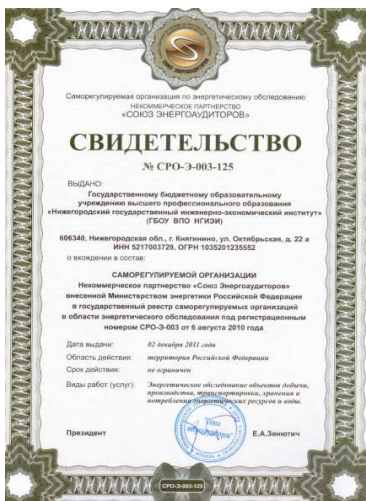 Саморегулируемая организация по энергетическому обследованию
НЕКОММЕРЧЕСКОЕ ПАРТНЕРСТВО
«СОЮЗ ЭНЕРГОАУДИТОРОВ»
СВИДЕТЕЛЬСТВО
№ СРО-Э-003-125
ВЫДАНО:
Государственному бюджетному образовательному
учреждению высшего профессионального образования
«Нижегородский государственный инженерно-экономический институт»
(ГБОУ ВПО НГИЭИ)
606340, Нижегородская обл., г. Княгинино, ул. Октябрьская, д. 22 а
ИНН 5217003729, ОГРН 1035201235552
о вхождении в состав:
САМОРЕГУЛИРУЕМОЙ ОРГАНИЗАЦИИ
Некоммерческое партнерство «Союз Энергоаудиторов»
внесенной Министерством энергетики Российской Федерации
в государственный реестр саморегулируемых организаций
в области энергетического обследования под регистрационным
номером СРО-Э-003 от 6 августа 2010 года
Дата выдачи: 02 декабря 2011 года
Область действия: территория Российской Федерации
Срок действия: не ограничен
Виды работ (услуг): Энергетическое обследование объектов добычи,
производства, транспортировки, хранения и
потребления энергетических ресурсов и воды.
Президент Е.А.Зенютич
СРО-Э-003-125